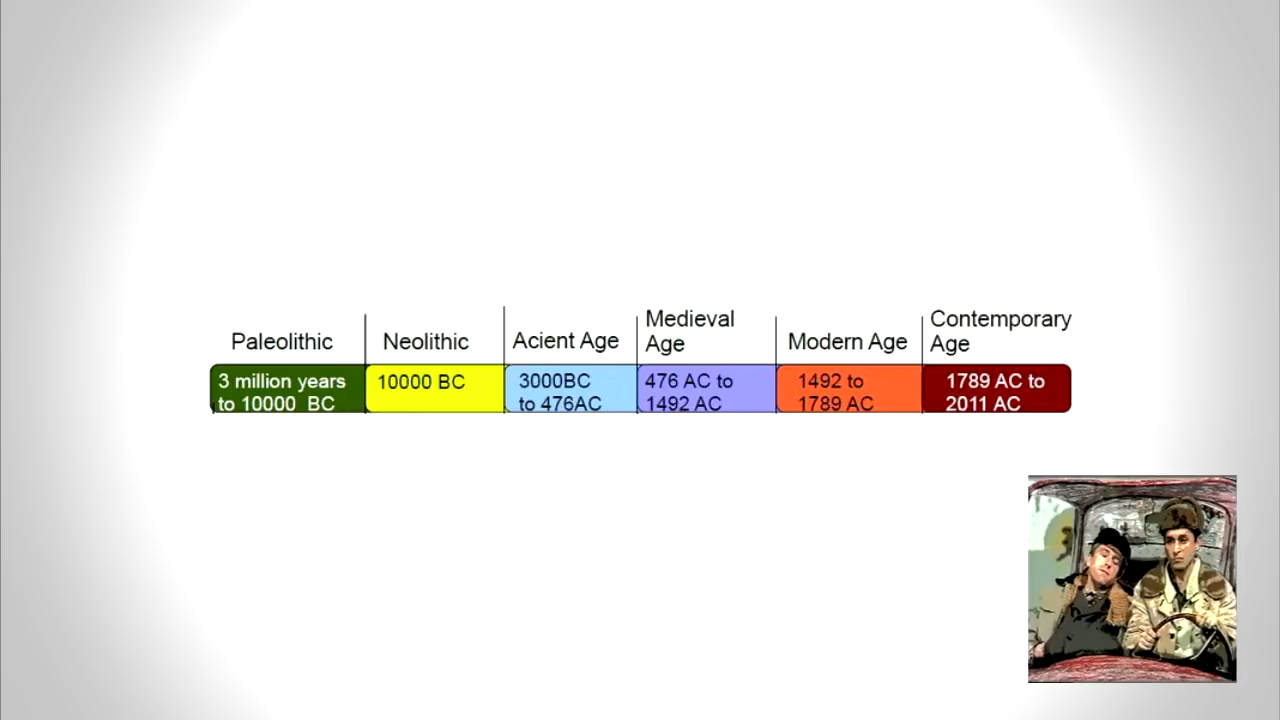 Paleolithic
Neolithic
Acient Age
Medieval
Age
Modern Age
Contemporary
Age
3 million years
to 10000 BC
10000 BC
3000BC
to 476AC
476 AC to
1492 AC
1492 to
1789 AC
1789 AC to
2011 AC